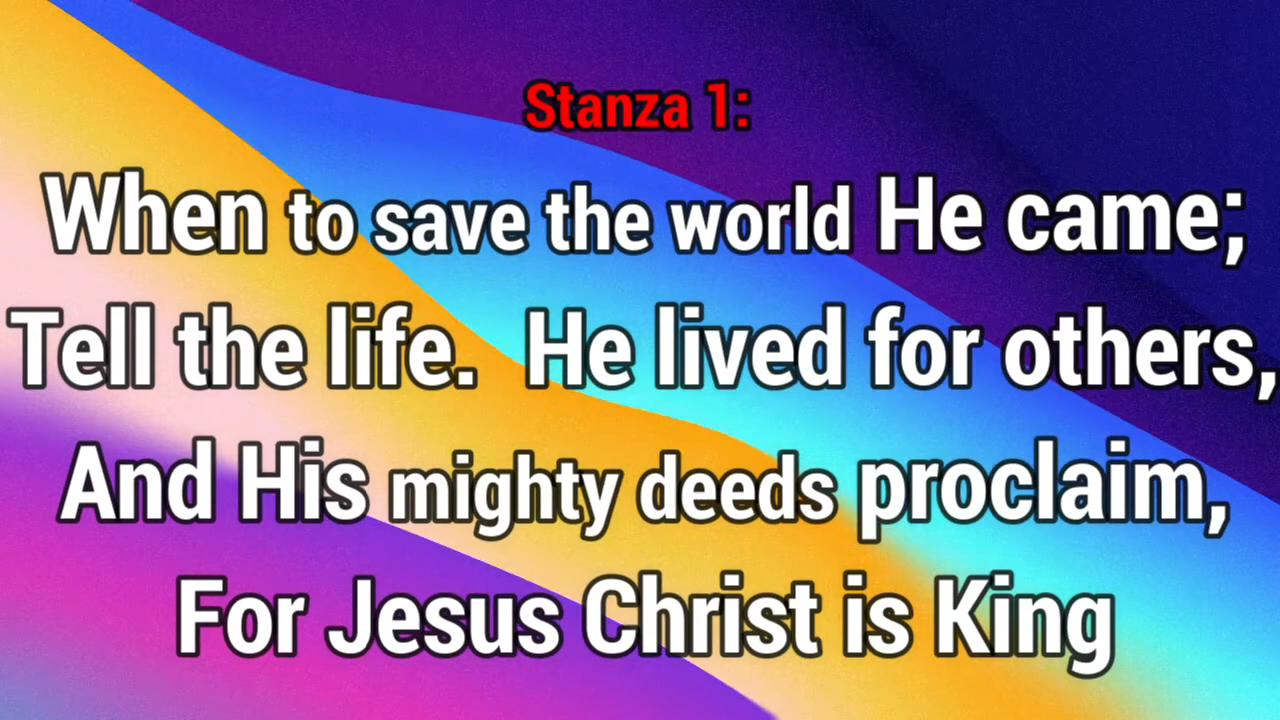 Stanza 1:
When to save the world He came;
Tell the life.  He lived for others,
And His mighty deeds proclaim,
For Jesus Christ is King